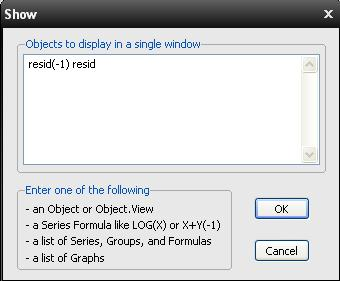 Show
Objects to display in a single window
resid(-1) resid
Enter one of the following
- an Object or Object.View
- a Series Formula like LOG(X) or X+Y(-1)
- a list of Series, Groups, and Formulas
- a list of Graphs
OK
Cancel